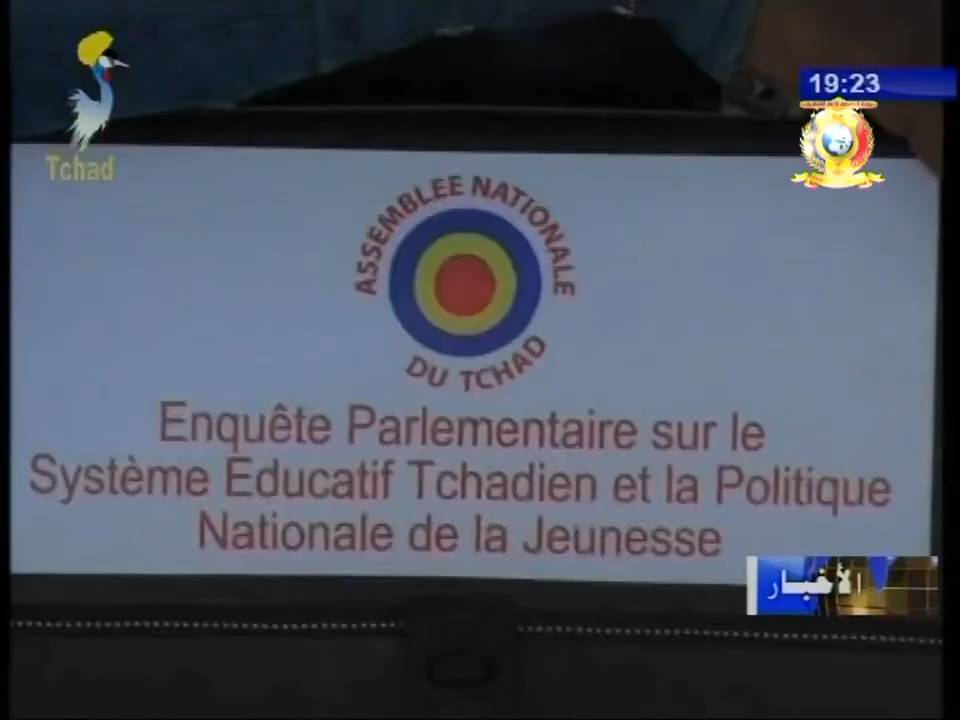 Tchad
19:23
ASSEMBLEE NATIONALE
DU TCHAD
Enquête Parlementaire sur le
Système Educatif Tchadien et la Politique
Nationale de la Jeunesse
الأخبار